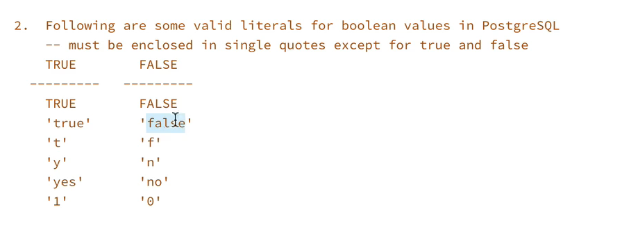 2. Following are some valid literals for boolean values in PostgreSQL
-- must be enclosed in single quotes except for true and false
TRUE FALSE
--------- ---------
TRUE FALSE
'true' 'false'
't' 'f'
'y' 'n'
'yes' 'no'
'1' '0'